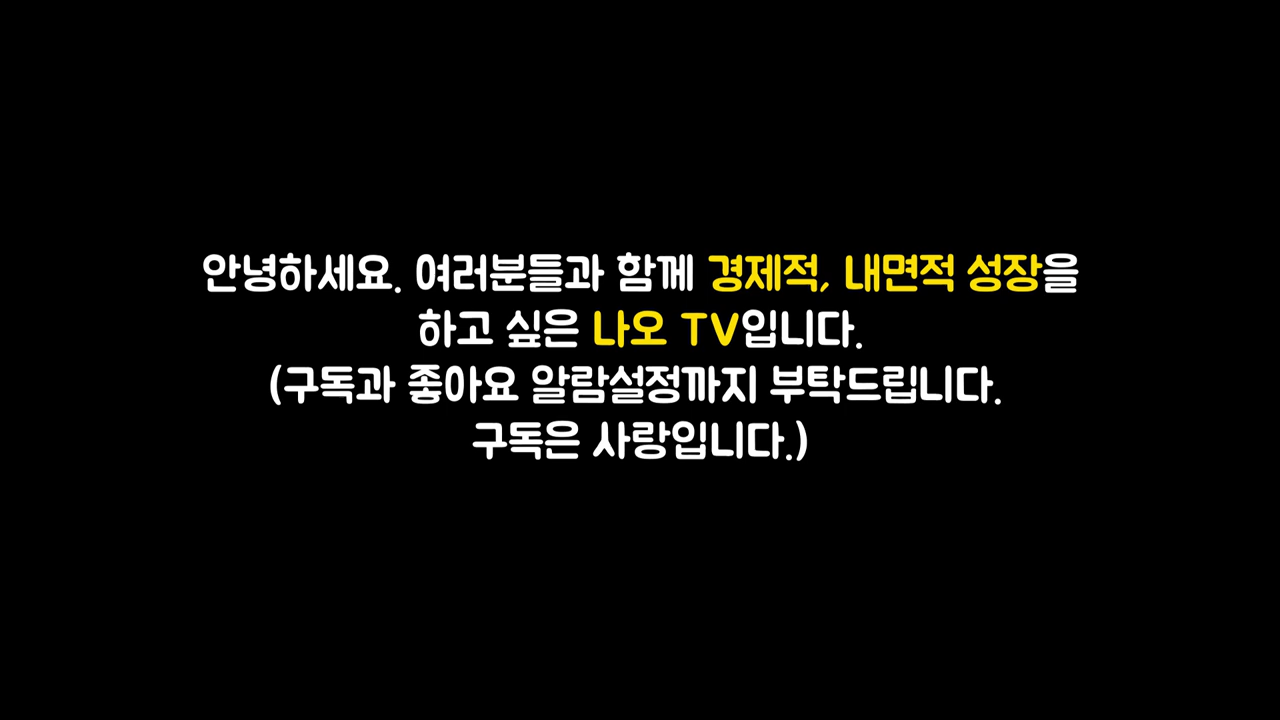 안녕하세요. 여러분들과 함께 경제적, 내면적 성장을
하고 싶은 나오 TV입니다.
(구독과 좋아요 알람설정까지 부탁드립니다.
구독은 사랑입니다.)